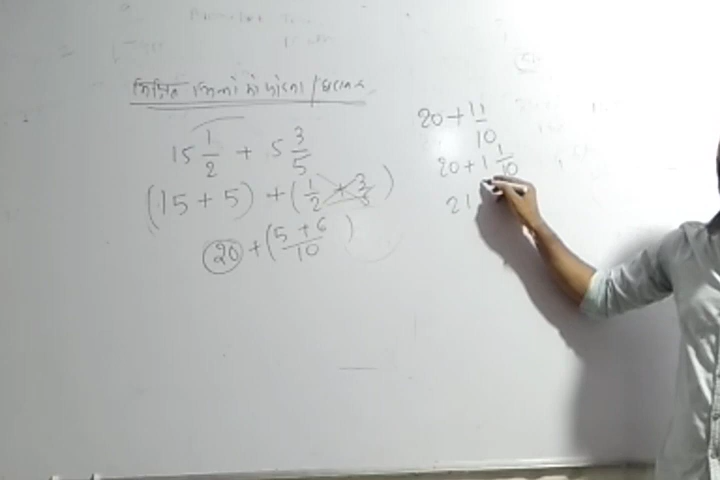 मिश्रित भिन्नों को जोड़ना / घटाना
15 1/2 + 5 3/5
(15 + 5) + (1/2 + 3/5)
20 + (5 + 6/10)
20 + 11/10
20 + 1 1/10
21